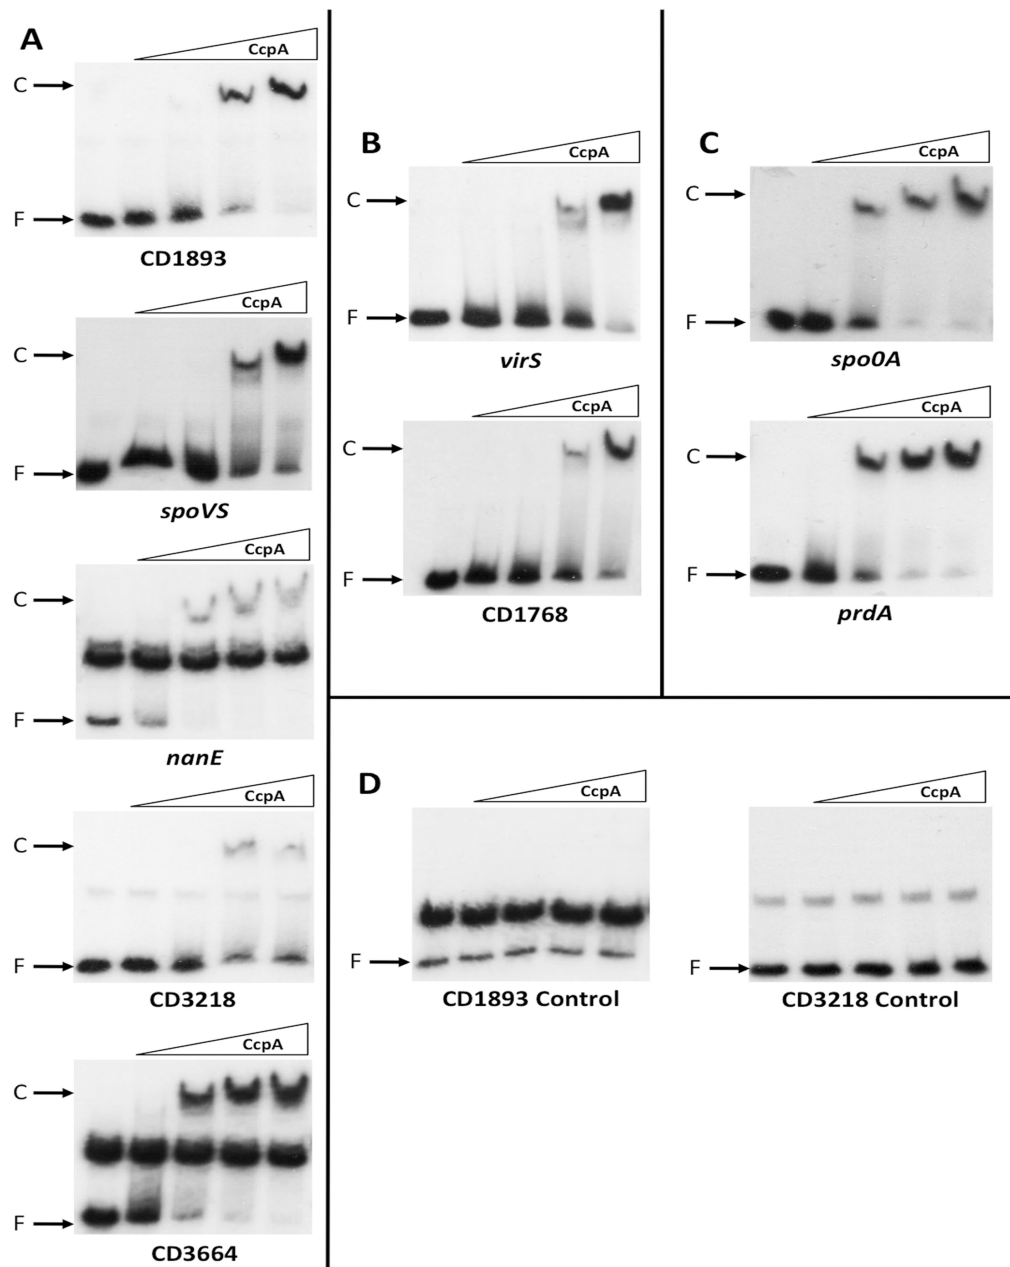 A
CcpA
C
F
CD1893
CcpA
C
F
spoVS
CcpA
C
F
nanE
CcpA
C
F
CD3218
CcpA
C
F
CD3664
B
CcpA
C
F
virS
CcpA
C
F
CD1768
C
CcpA
C
F
spo0A
CcpA
C
F
prdA
D
CcpA
F
CD1893 Control
CcpA
F
CD3218 Control